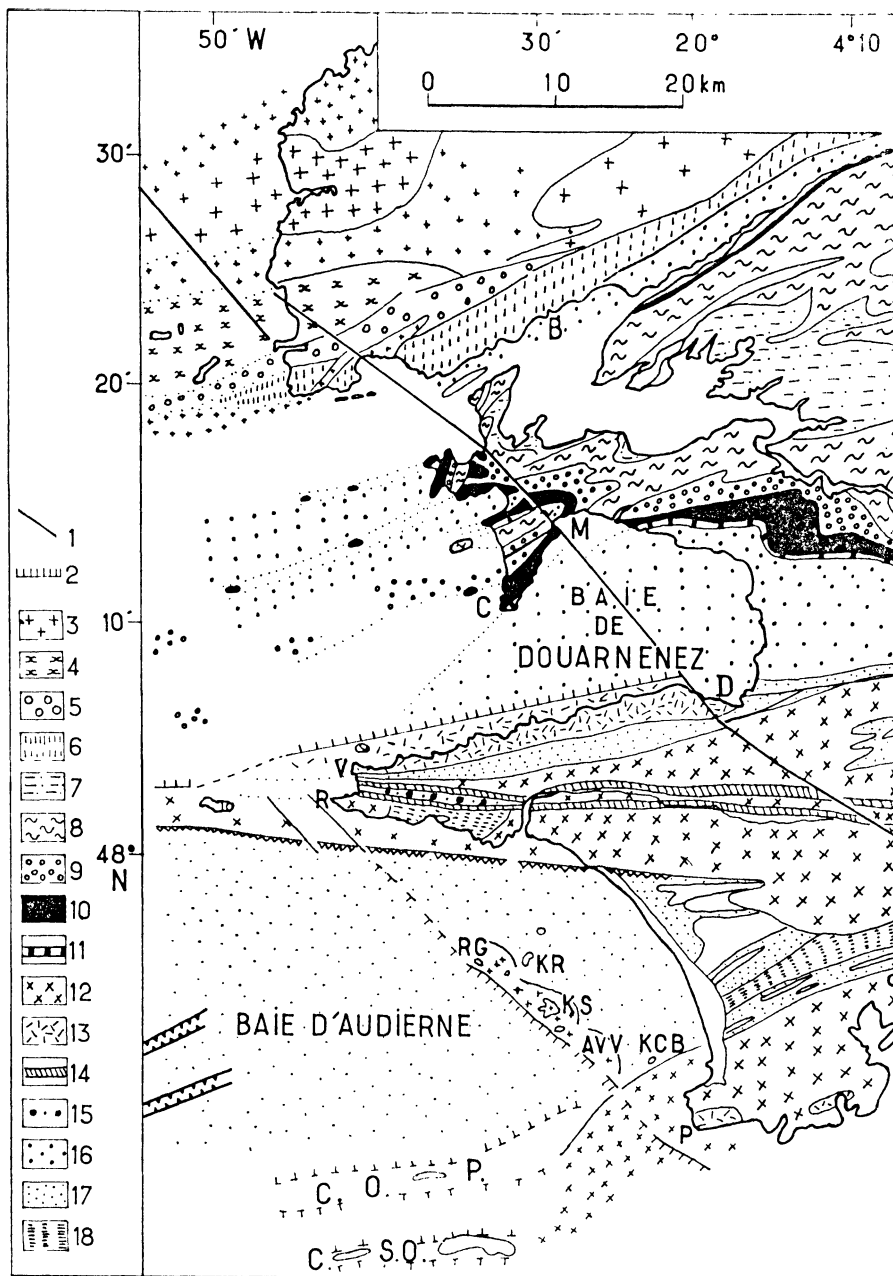 50´ W
30´
20°
4°10
0
10
20 km
30´
20´
B
1
2
M
C
BAIE
DE
DOUARNENEZ
10´
3
4
5
6
D
V
R
7
8
48°
N
9
10
11
RG
KR
KS
12
BAIE D'AUDIERNE
AVV
KCB
13
14
15
P
16
C. O. P.
17
18
C. S.O.